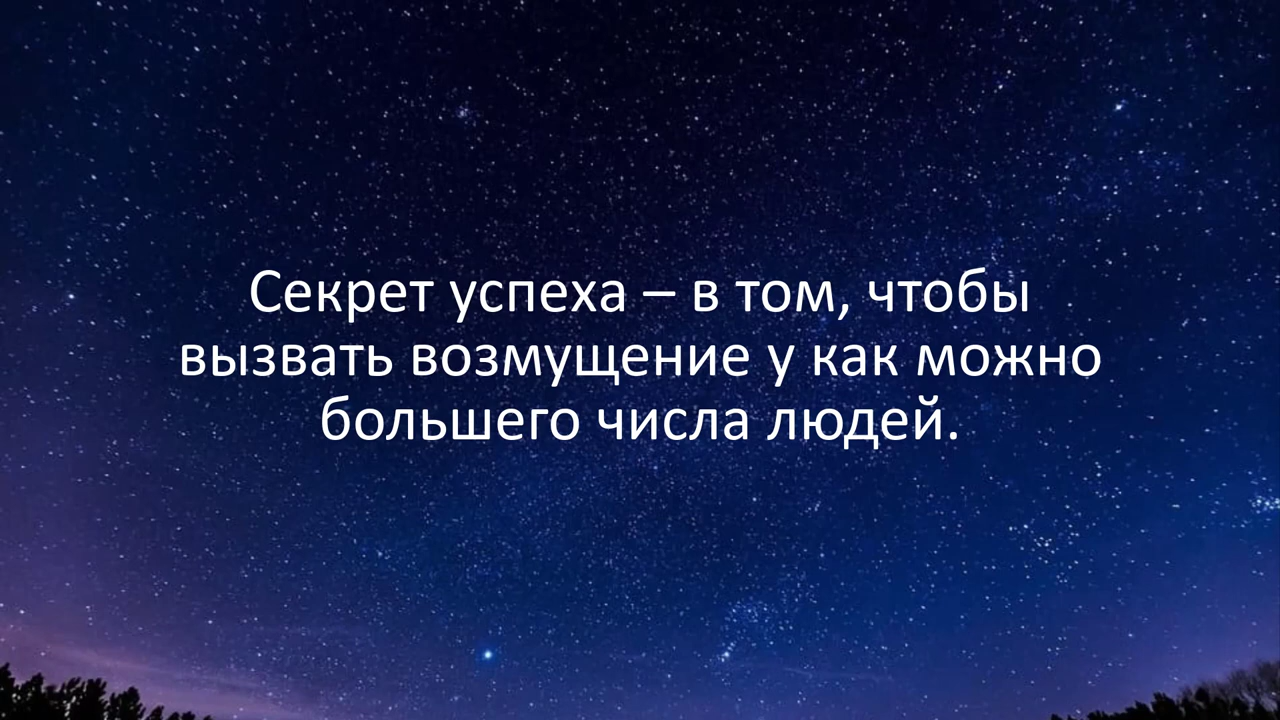 Секрет успеха – в том, чтобы
вызвать возмущение у как можно
большего числа людей.